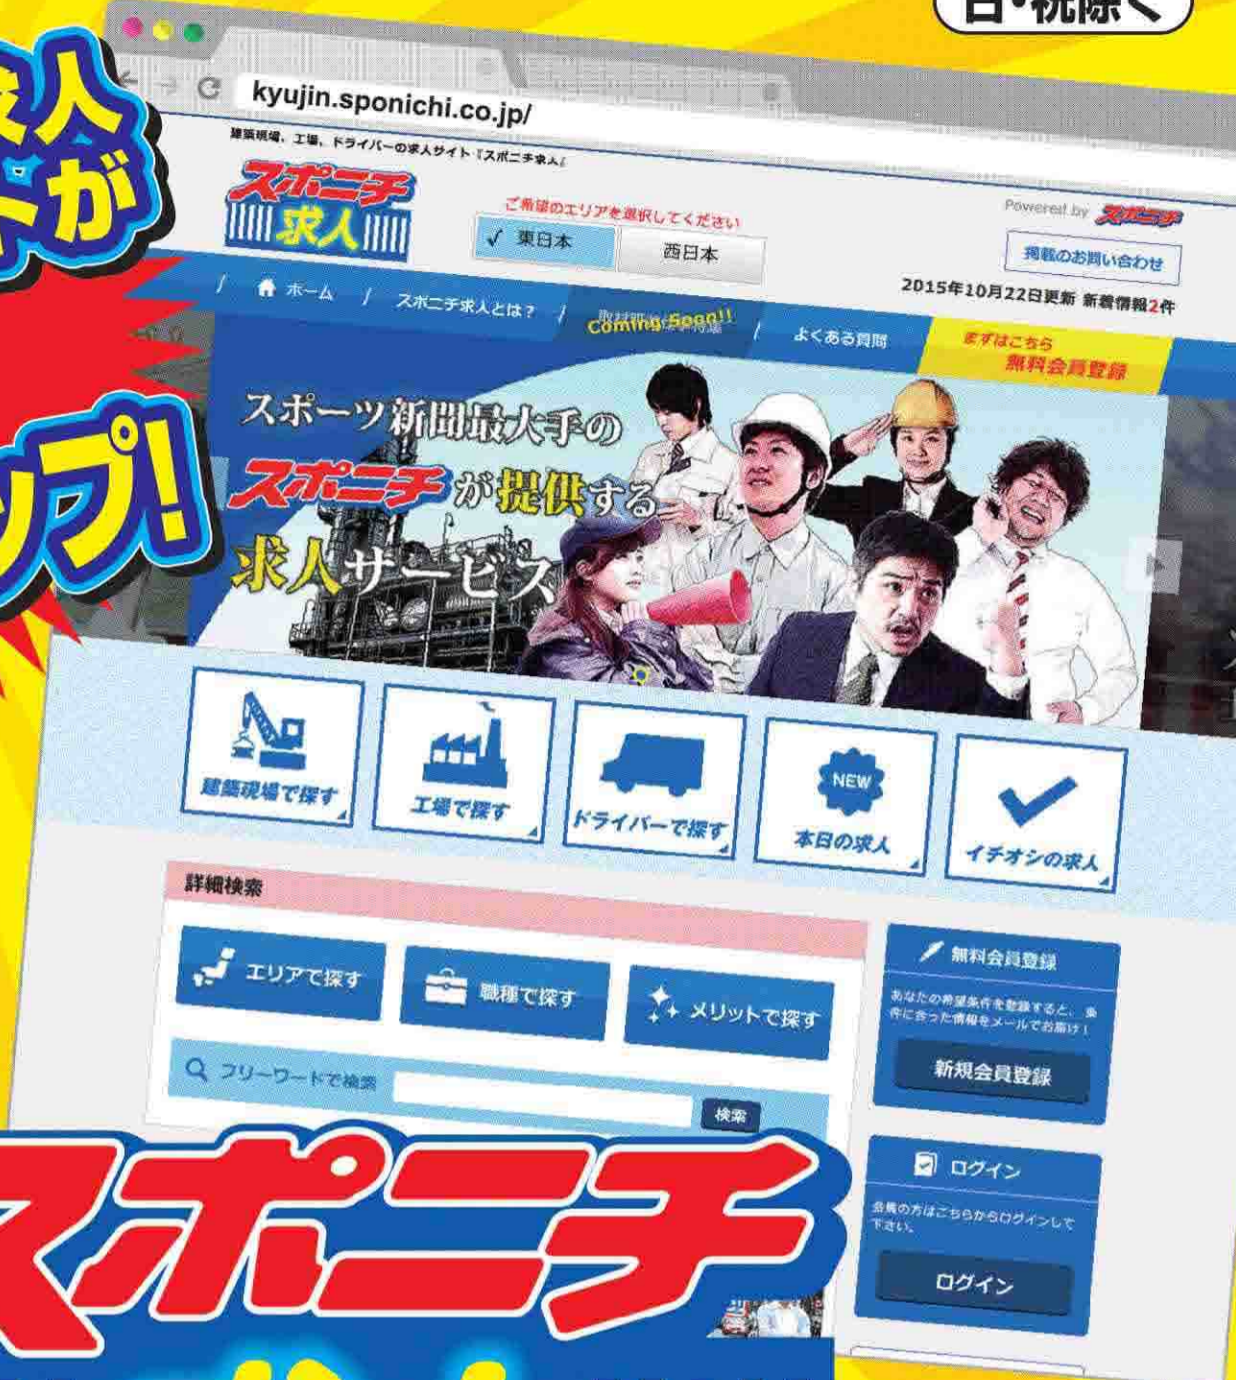 日・祝除く
求人
トが
ップ!
kyujin.sponichi.co.jp/
建築現場、工場、ドライバーの求人サイト『スポニチ求人』
スポニチ
求人
ご希望のエリアを選択してください
✓ 東日本
西日本
Powered by スポニチ
掲載のお問い合わせ
2015年10月22日更新 新着情報2件
ホーム
スポニチ求人とは?
Coming Soon!!
よくある質問
まずはこちら
無料会員登録
スポーツ新聞最大手の
スポニチが提供する
求人サービス
建築現場で探す
工場で探す
ドライバーで探す
NEW
本日の求人
イチオシの求人
詳細検索
エリアで探す
職種で探す
メリットで探す
フリーワードで検索
検索
無料会員登録
あなたの希望条件を登録すると、条
件に合った情報をメールでお届け!
新規会員登録
ログイン
会員の方はこちらからログインして
下さい。
ログイン
スポニチ